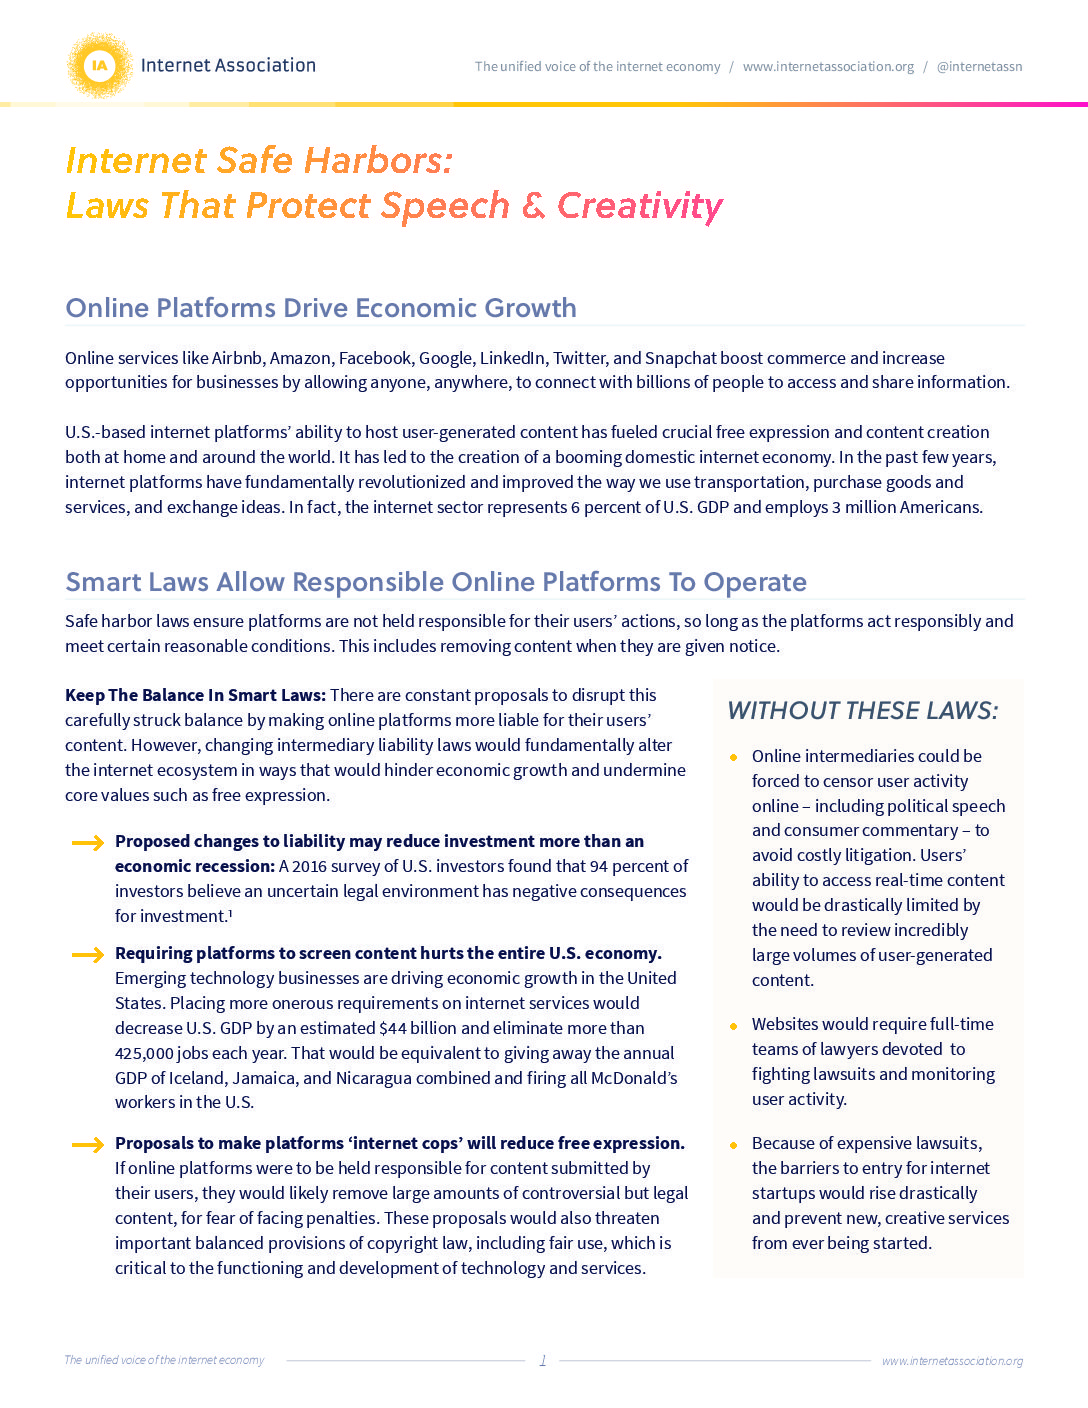 IA Internet Association
The unified voice of the internet economy / www.internetassociation.org / @internetassn
Internet Safe Harbors:
Laws That Protect Speech & Creativity
Online Platforms Drive Economic Growth
Online services like Airbnb, Amazon, Facebook, Google, LinkedIn, Twitter, and Snapchat boost commerce and increase
opportunities for businesses by allowing anyone, anywhere, to connect with billions of people to access and share information.
U.S.-based internet platforms’ ability to host user-generated content has fueled crucial free expression and content creation
both at home and around the world. It has led to the creation of a booming domestic internet economy. In the past few years,
internet platforms have fundamentally revolutionized and improved the way we use transportation, purchase goods and
services, and exchange ideas. In fact, the internet sector represents 6 percent of U.S. GDP and employs 3 million Americans.
Smart Laws Allow Responsible Online Platforms To Operate
Safe harbor laws ensure platforms are not held responsible for their users’ actions, so long as the platforms act responsibly and
meet certain reasonable conditions. This includes removing content when they are given notice.
Keep The Balance In Smart Laws: There are constant proposals to disrupt this
carefully struck balance by making online platforms more liable for their users’
content. However, changing intermediary liability laws would fundamentally alter
the internet ecosystem in ways that would hinder economic growth and undermine
core values such as free expression.
Proposed changes to liability may reduce investment more than an
economic recession: A 2016 survey of U.S. investors found that 94 percent of
investors believe an uncertain legal environment has negative consequences
for investment.¹
Requiring platforms to screen content hurts the entire U.S. economy.
Emerging technology businesses are driving economic growth in the United
States. Placing more onerous requirements on internet services would
decrease U.S. GDP by an estimated $44 billion and eliminate more than
425,000 jobs each year. That would be equivalent to giving away the annual
GDP of Iceland, Jamaica, and Nicaragua combined and firing all McDonald’s
workers in the U.S.
Proposals to make platforms ‘internet cops’ will reduce free expression.
If online platforms were to be held responsible for content submitted by
their users, they would likely remove large amounts of controversial but legal
content, for fear of facing penalties. These proposals would also threaten
important balanced provisions of copyright law, including fair use, which is
critical to the functioning and development of technology and services.
WITHOUT THESE LAWS:
Online intermediaries could be
forced to censor user activity
online – including political speech
and consumer commentary – to
avoid costly litigation. Users’
ability to access real-time content
would be drastically limited by
the need to review incredibly
large volumes of user-generated
content.
Websites would require full-time
teams of lawyers devoted to
fighting lawsuits and monitoring
user activity.
Because of expensive lawsuits,
the barriers to entry for internet
startups would rise drastically
and prevent new, creative services
from ever being started.
The unified voice of the internet economy 1 www.internetassociation.org